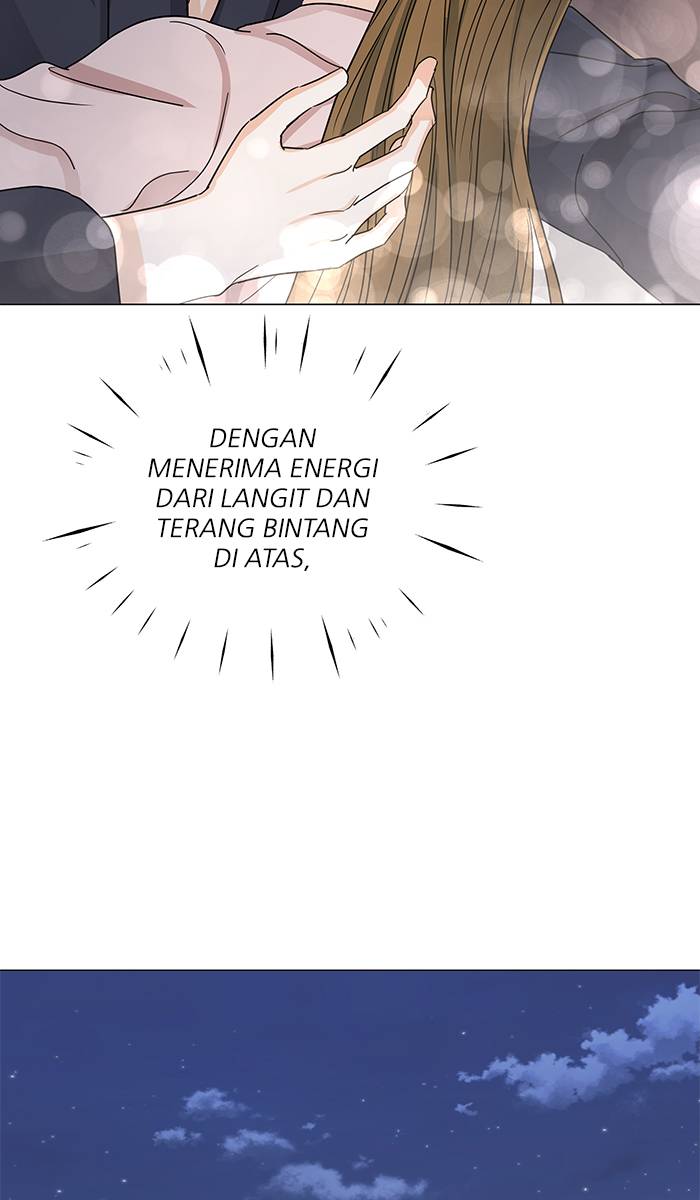 DENGAN
MENERIMA ENERGI
DARI LANGIT DAN
TERANG BINTANG
DI ATAS,